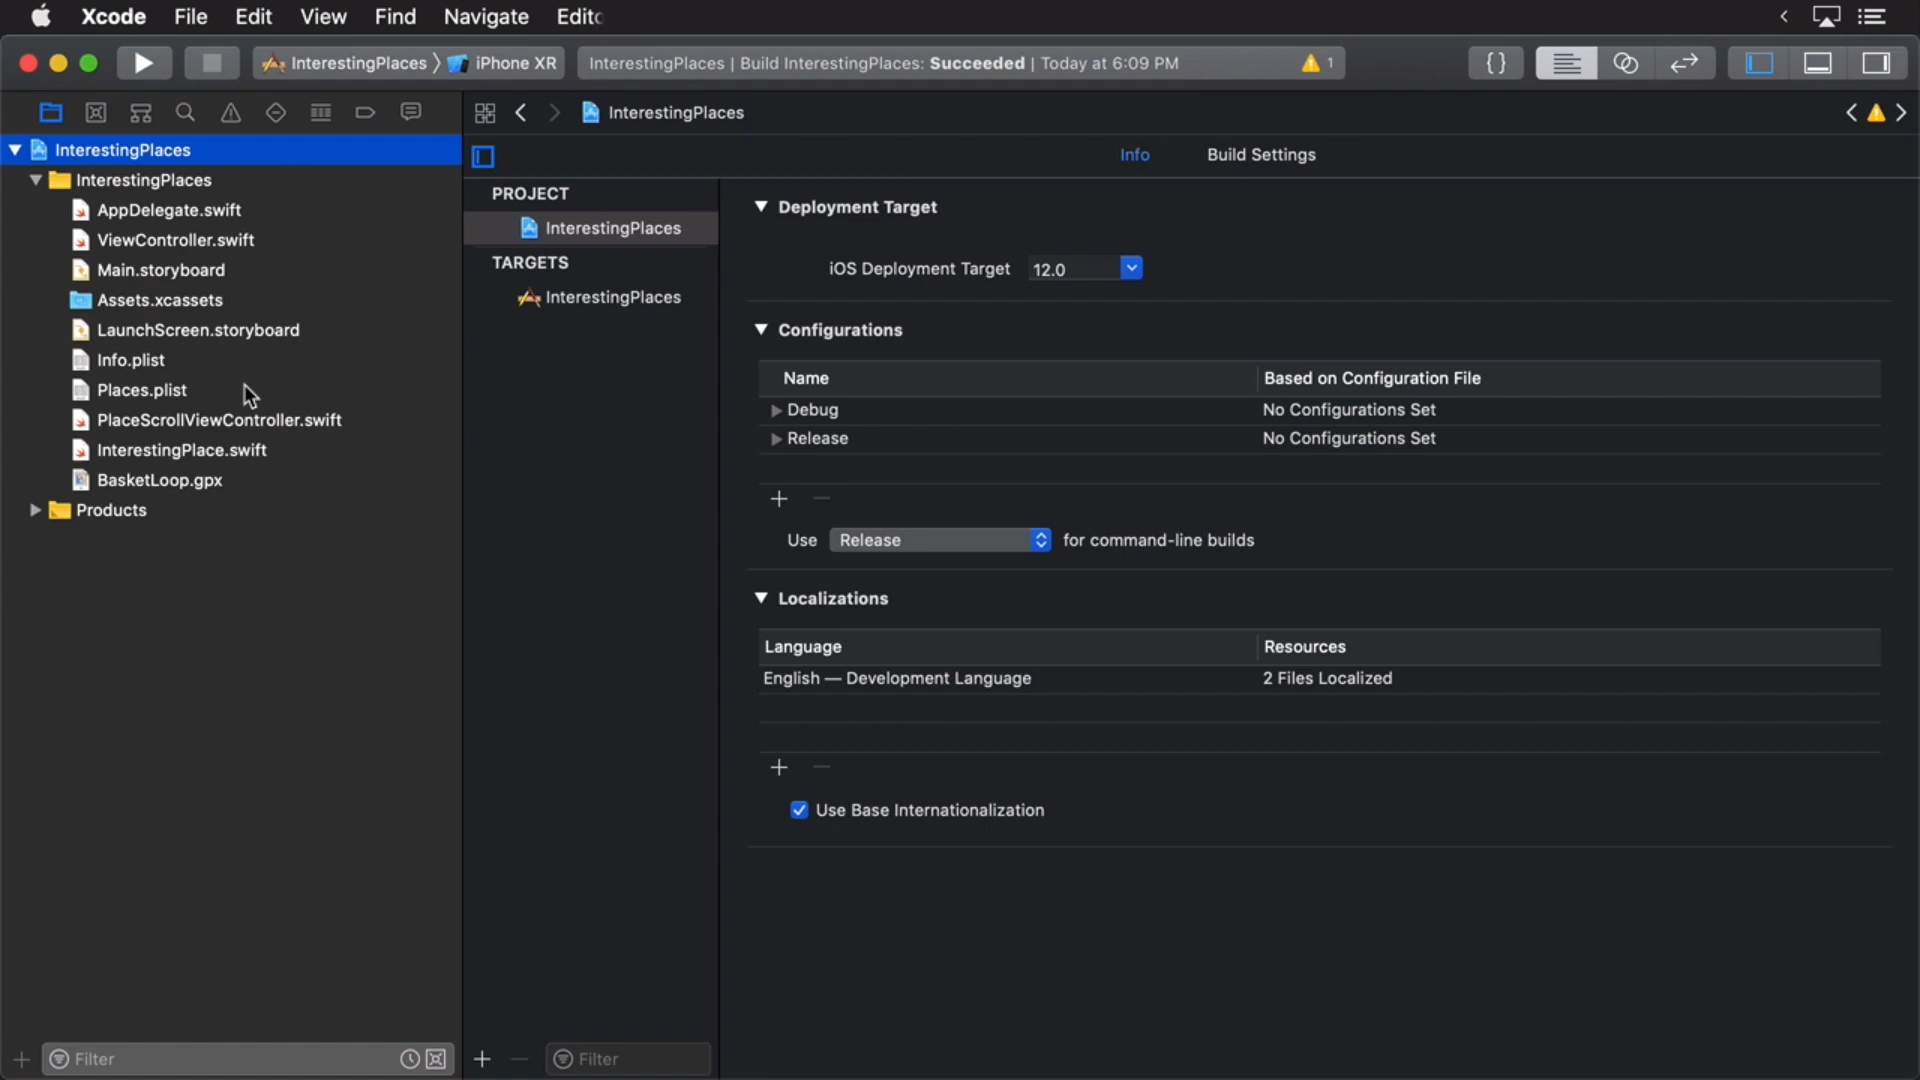 Xcode File Edit View Find Navigate Edito
InterestingPlaces iPhone XR InterestingPlaces | Build InterestingPlaces: Succeeded | Today at 6:09 PM 1 {}
InterestingPlaces
InterestingPlaces
InterestingPlaces
AppDelegate.swift
ViewController.swift
Main.storyboard
Assets.xcassets
LaunchScreen.storyboard
Info.plist
Places.plist
PlaceScrollViewController.swift
InterestingPlace.swift
BasketLoop.gpx
Products
Filter
Info Build Settings
PROJECT
InterestingPlaces
TARGETS
InterestingPlaces
Filter
Deployment Target
iOS Deployment Target 12.0
Configurations
Name Based on Configuration File
Debug No Configurations Set
Release No Configurations Set
Use Release for command-line builds
Localizations
Language Resources
English — Development Language 2 Files Localized
Use Base Internationalization